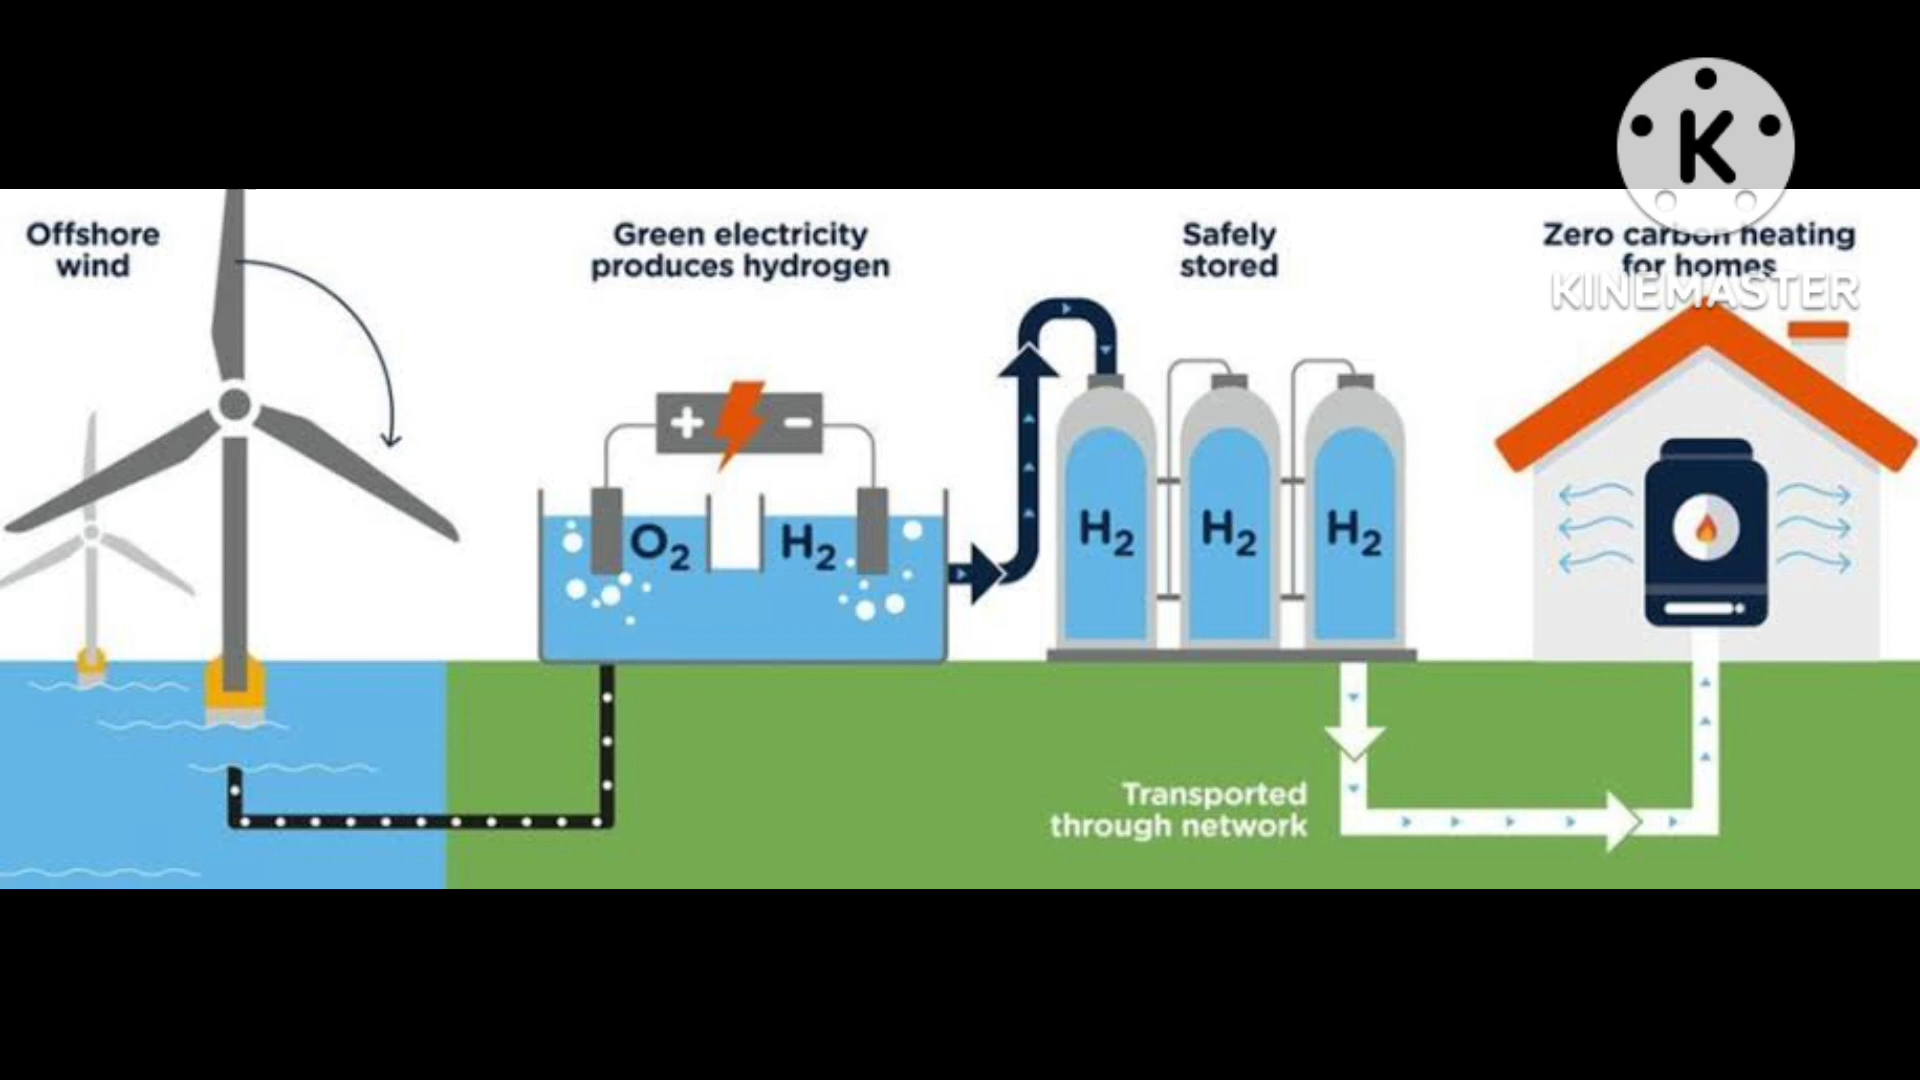 Offshore
wind
Green electricity
produces hydrogen
Safely
stored
Zero carbon heating
for homes
K
KINEMASTER
+
-
O2
H2
H2
H2
H2
Transported
through network